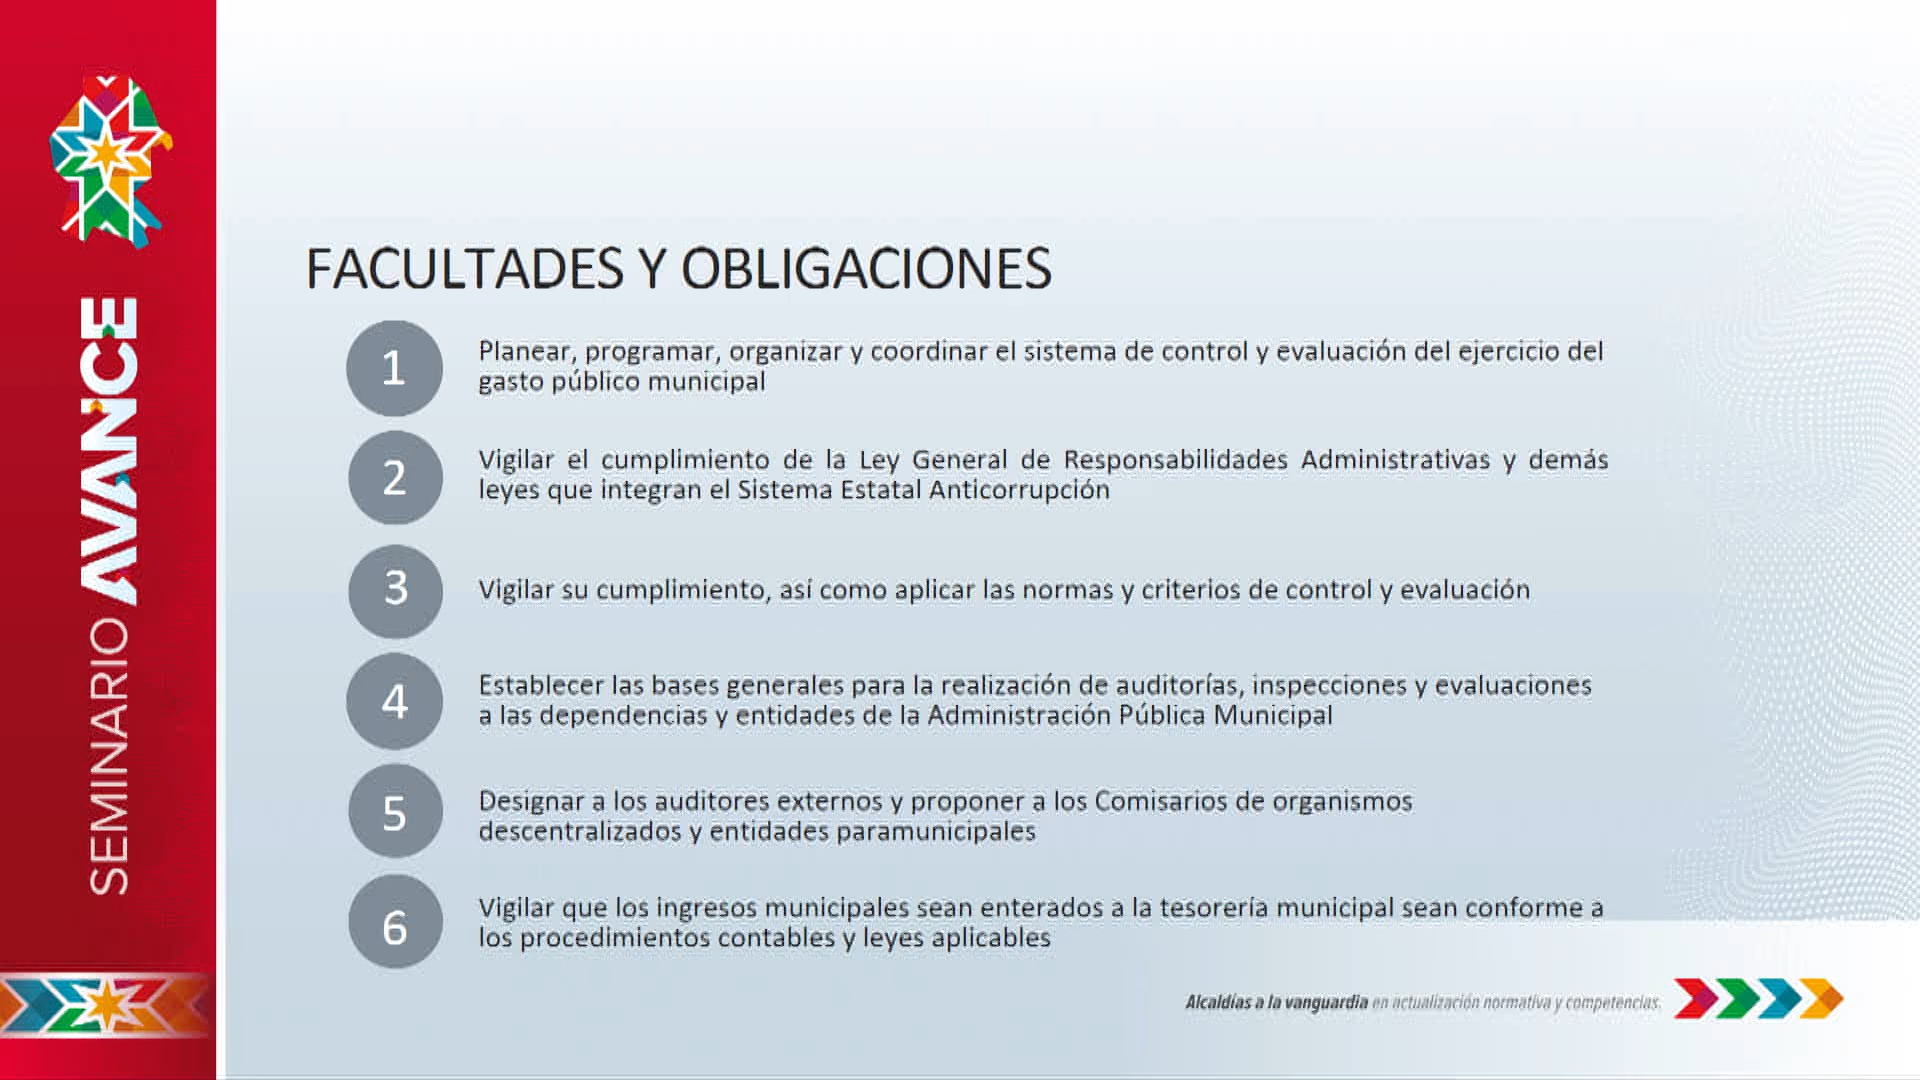 SEMINARIO AVANCE
FACULTADES Y OBLIGACIONES
1
Planear, programar, organizar y coordinar el sistema de control y evaluación del ejercicio del
gasto público municipal
2
Vigilar el cumplimiento de la Ley General de Responsabilidades Administrativas y demás
leyes que integran el Sistema Estatal Anticorrupción
3
Vigilar su cumplimiento, así como aplicar las normas y criterios de control y evaluación
4
Establecer las bases generales para la realización de auditorías, inspecciones y evaluaciones
a las dependencias y entidades de la Administración Pública Municipal
5
Designar a los auditores externos y proponer a los Comisarios de organismos
descentralizados y entidades paramunicipales
6
Vigilar que los ingresos municipales sean enterados a la tesorería municipal sean conforme a
los procedimientos contables y leyes aplicables
Alcaldías a la vanguardia en actualización normativa y competencias.